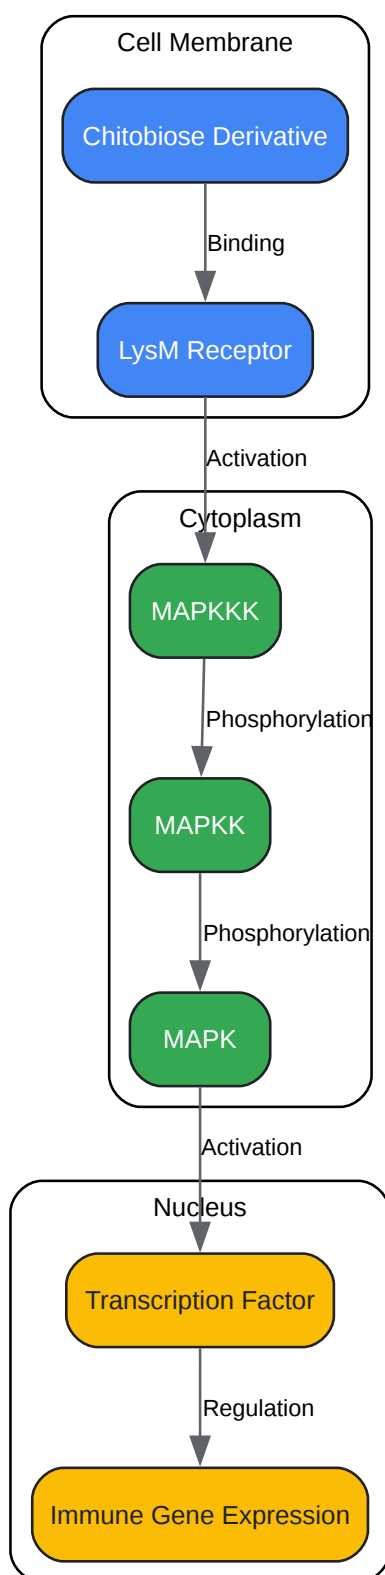 Cell Membrane
Chitobiose Derivative
Binding
LysM Receptor
Activation
Cytoplasm
MAPKKK
Phosphorylation
MAPKK
Phosphorylation
MAPK
Activation
Nucleus
Transcription Factor
Regulation
Immune Gene Expression